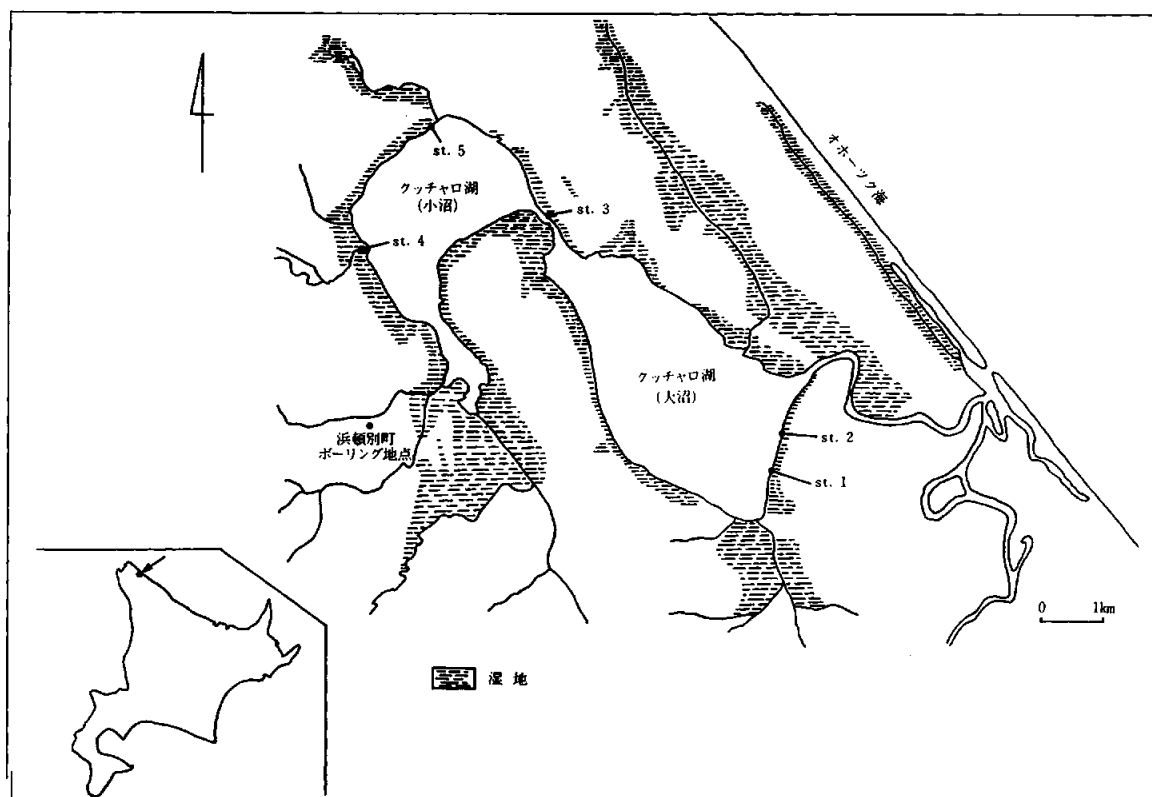 オホーツク海
st. 5
クッチャロ湖
(小沼)
st. 3
st. 4
クッチャロ湖
(大沼)
st. 2
浜頓別町
ボーリング地点
st. 1
0 1km
湿地